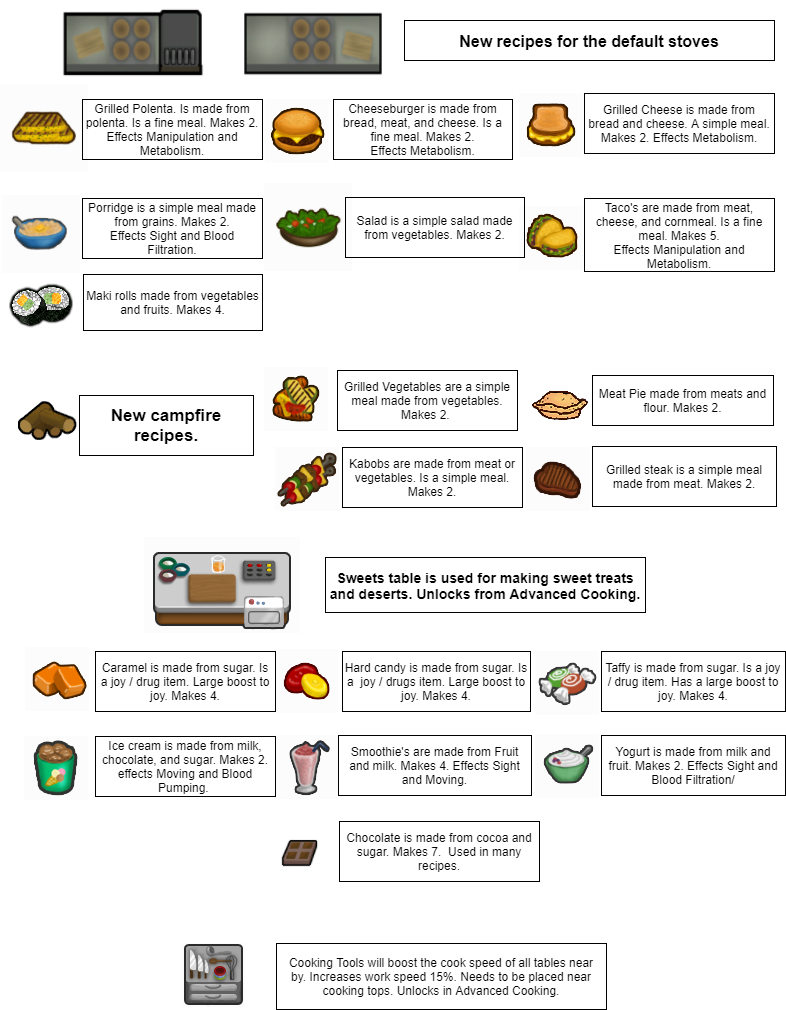 New recipes for the default stoves
Grilled Polenta. Is made from
polenta. Is a fine meal. Makes 2.
Effects Manipulation and
Metabolism.
Cheeseburger is made from
bread, meat, and cheese. Is a
fine meal. Makes 2.
Effects Metabolism.
Grilled Cheese is made from
bread and cheese. A simple meal.
Makes 2. Effects Metabolism.
Porridge is a simple meal made
from grains. Makes 2.
Effects Sight and Blood
Filtration.
Salad is a simple salad made
from vegetables. Makes 2.
Taco's are made from meat,
cheese, and cornmeal. Is a fine
meal. Makes 5.
Effects Manipulation and
Metabolism.
Maki rolls made from vegetables
and fruits. Makes 4.
New campfire
recipes.
Grilled Vegetables are a simple
meal made from vegetables.
Makes 2.
Meat Pie made from meats and
flour. Makes 2.
Kabobs are made from meat or
vegetables. Is a simple meal.
Makes 2.
Grilled steak is a simple meal
made from meat. Makes 2.
Sweets table is used for making sweet treats
and deserts. Unlocks from Advanced Cooking.
Caramel is made from sugar. Is
a joy / drug item. Large boost to
joy. Makes 4.
Hard candy is made from sugar. Is
a joy / drugs item. Large boost to
joy. Makes 4.
Taffy is made from sugar. Is a joy
/ drug item. Has a large boost to
joy. Makes 4.
Ice cream is made from milk,
chocolate, and sugar. Makes 2.
effects Moving and Blood
Pumping.
Smoothie's are made from Fruit
and milk. Makes 4. Effects Sight
and Moving.
Yogurt is made from milk and
fruit. Makes 2. Effects Sight and
Blood Filtration/
Chocolate is made from cocoa and
sugar. Makes 7. Used in many
recipes.
Cooking Tools will boost the cook speed of all tables near
by. Increases work speed 15%. Needs to be placed near
cooking tops. Unlocks in Advanced Cooking.